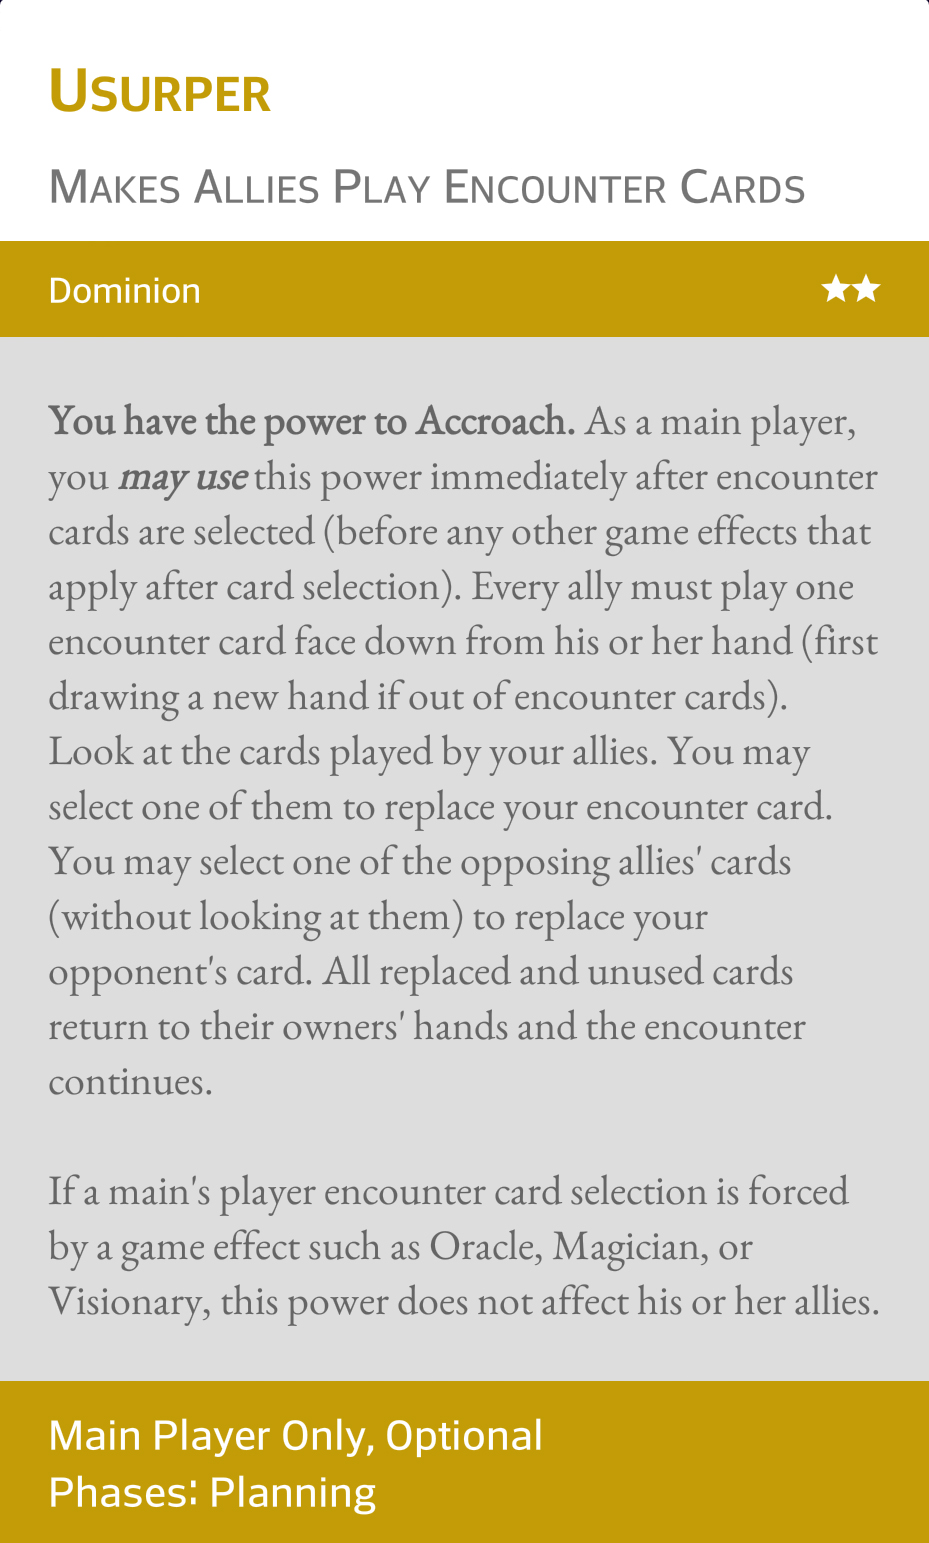 Usurper
Makes Allies Play Encounter Cards
Dominion ★★
You have the power to Accroach. As a main player,
you may use this power immediately after encounter
cards are selected (before any other game effects that
apply after card selection). Every ally must play one
encounter card face down from his or her hand (first
drawing a new hand if out of encounter cards).
Look at the cards played by your allies. You may
select one of them to replace your encounter card.
You may select one of the opposing allies' cards
(without looking at them) to replace your
opponent's card. All replaced and unused cards
return to their owners' hands and the encounter
continues.
If a main's player encounter card selection is forced
by a game effect such as Oracle, Magician, or
Visionary, this power does not affect his or her allies.
Main Player Only, Optional
Phases: Planning